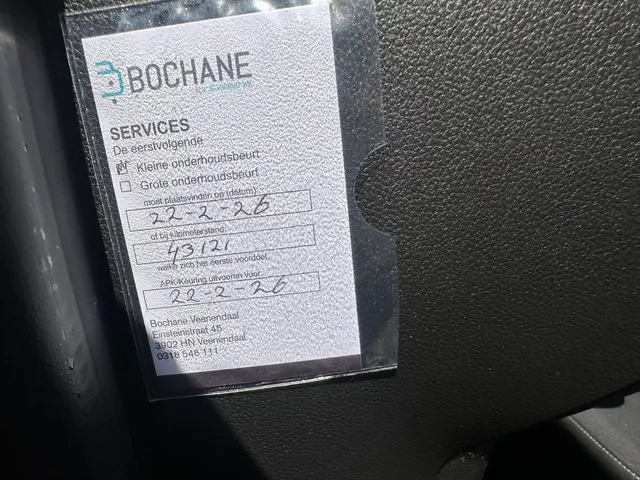 BOCHANE
SERVICES
De eerstvolgende
Kleine onderhoudsbeurt
Grote onderhoudsbeurt
moet plaatsvinden op (datum):
22-2-26
of bij kilometerstand:
43121
welke zich het eerste voordoet.
APK-Keuring uitvoeren voor:
22-2-26
Bochane Veenendaal
Einsteinstraat 45
3902 HN Veenendaal
0318 548 111